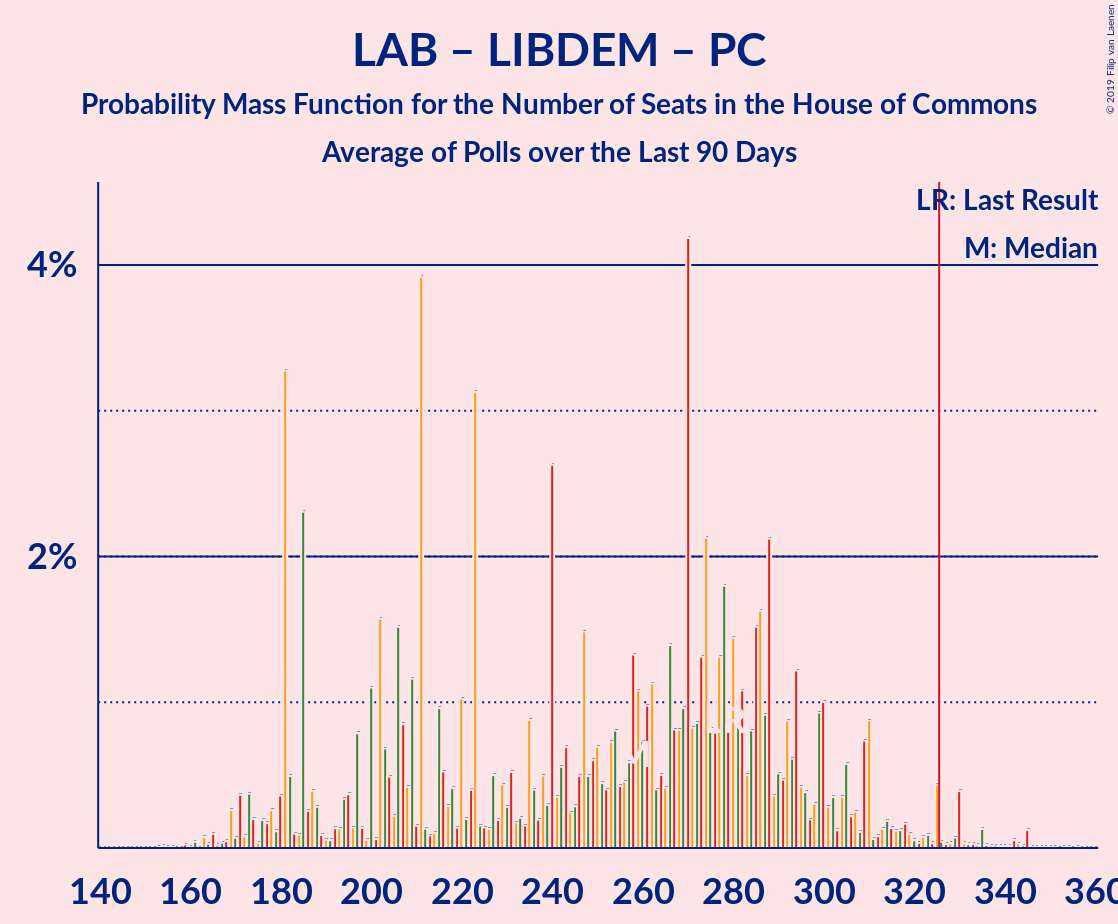 LAB – LIBDEM – PC
Probability Mass Function for the Number of Seats in the House of Commons
Average of Polls over the Last 90 Days
© 2019 Filip van Laenen
LR: Last Result
M: Median
4%
2%
140 160 180 200 220 240 260 280 300 320 340 360